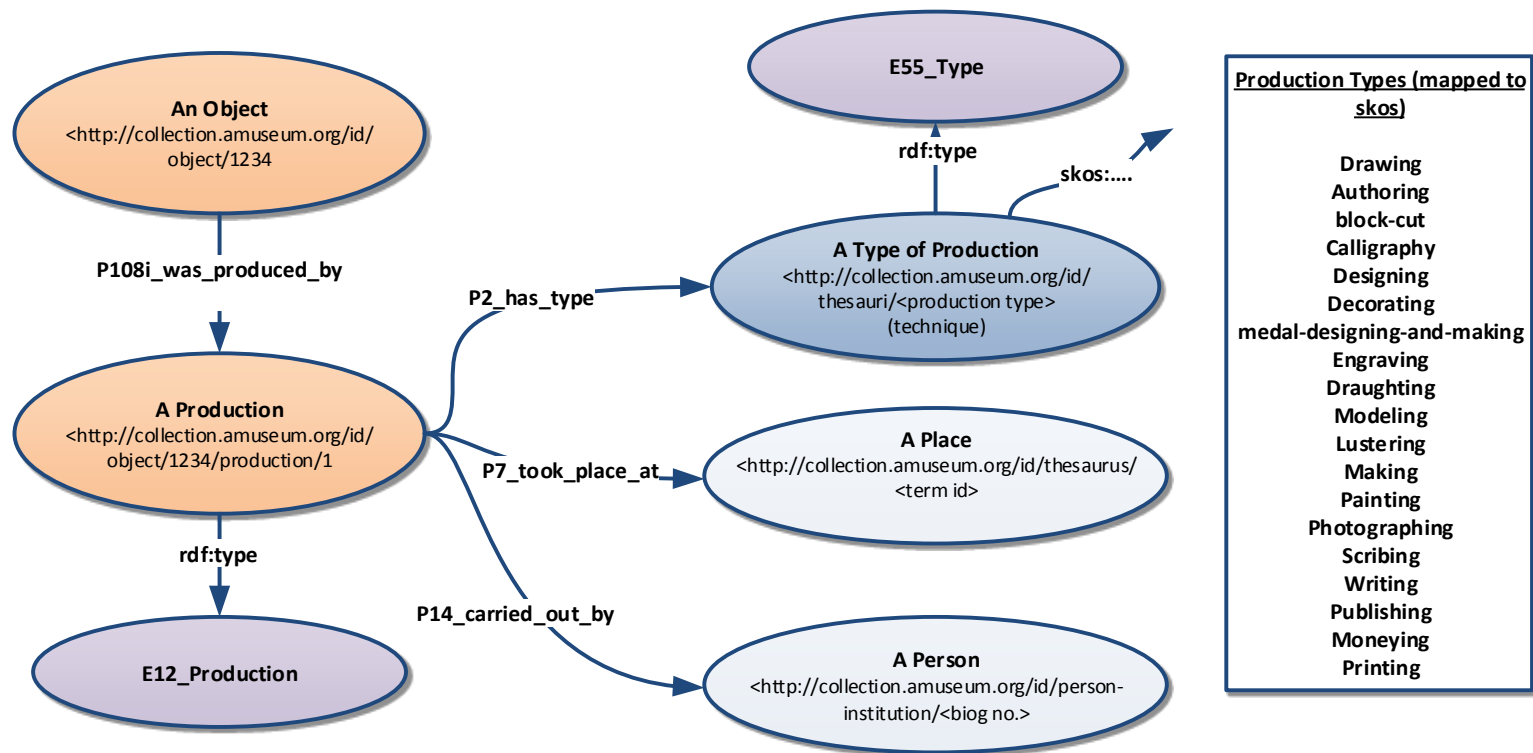 An Object
<http://collection.amuseum.org/id/
object/1234
P108i_was_produced_by
A Production
<http://collection.amuseum.org/id/
object/1234/production/1
rdf:type
E12_Production
P2_has_type
P7_took_place_at
P14_carried_out_by
E55_Type
rdf:type
skos:....
A Type of Production
<http://collection.amuseum.org/id/
thesauri/<production type>
(technique)
A Place
<http://collection.amuseum.org/id/thesaurus/
<term id>
A Person
<http://collection.amuseum.org/id/person-
institution/<biog no.>
Production Types (mapped to
skos)
Drawing
Authoring
block-cut
Calligraphy
Designing
Decorating
medal-designing-and-making
Engraving
Draughting
Modeling
Lustering
Making
Painting
Photographing
Scribing
Writing
Publishing
Moneying
Printing